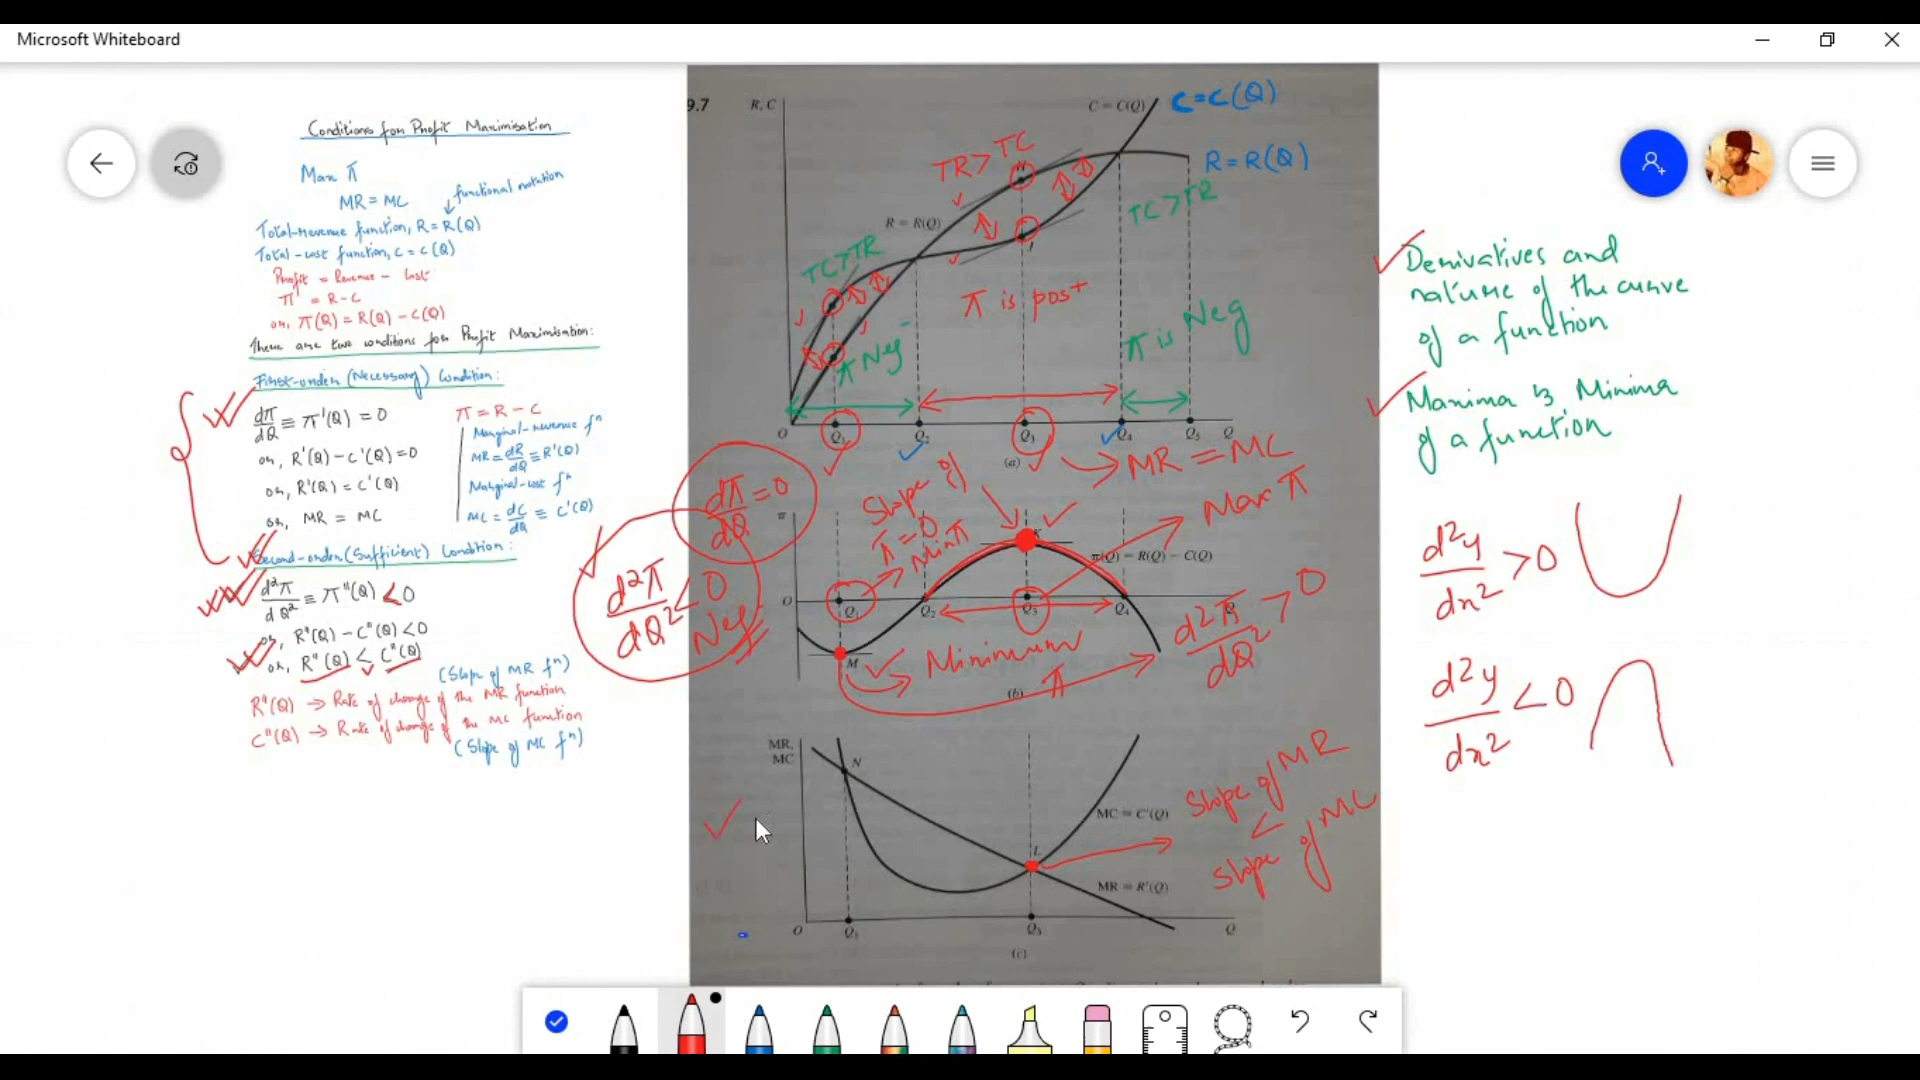 Microsoft Whiteboard
Conditions for Profit Maximisation
Max π
MR = MC
functional notation
Total-revenue function, R = R(Q)
Total-cost function, C = C(Q)
Profit = Revenue - Cost
π = R - C
or, π(Q) = R(Q) - C(Q)
There are two conditions for Profit Maximisation:
First-order (Necessary) Condition:
dπ/dQ ≡ π'(Q) = 0
or, R'(Q) - C'(Q) = 0
or, R'(Q) = C'(Q)
or, MR = MC
π = R - C
Marginal-revenue fⁿ
MR = dR/dQ ≡ R'(Q)
Marginal-cost fⁿ
MC = dC/dQ ≡ C'(Q)
Second-order (Sufficient) Condition:
d²π/dQ² ≡ π"(Q) < 0
or, R"(Q) - C"(Q) < 0
or, R"(Q) < C"(Q)
(Slope of MR fⁿ)
R"(Q) → Rate of change of the MR function
C"(Q) → Rate of change of the MC function
(Slope of MC fⁿ)
9.7
R, C
C = C(Q)
C = C(Q)
TR > TC
R = R(Q)
R = R(Q)
TC > TR
TC > TR
π is pos+
π Neg
π is Neg
O Q₁ Q₂ Q₃ Q₄ Q₅ Q
(a)
MR = MC
dπ/dQ = 0
Slope of
π = 0
Min π
Max π
π
K
π(Q) = R(Q) - C(Q)
d²π/dQ² < 0
Neg
O Q₁ Q₂ Q₃ Q₄ Q
M
Minimum
π
d²π/dQ² > 0
(b)
MR,
MC
N
L
MC = C'(Q)
MR = R'(Q)
Slope of MR
<
Slope of MC
O Q₁ Q₃ Q
(c)
Derivatives and
nature of the curve
of a function
Maxima & Minima
of a function
d²y/dx² > 0
d²y/dx² < 0